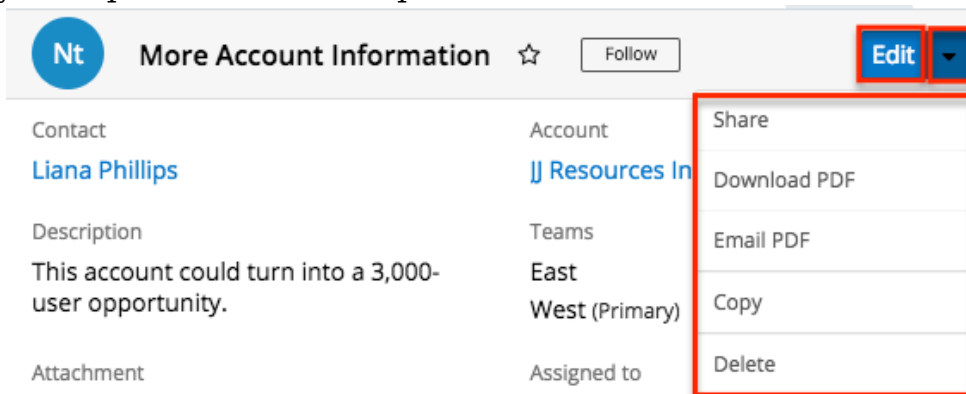 Nt More Account Information Follow Edit
Contact Account Share
Liana Phillips JJ Resources In Download PDF
Description Teams Email PDF
This account could turn into a 3,000- East
user opportunity. West (Primary) Copy
Attachment Assigned to Delete